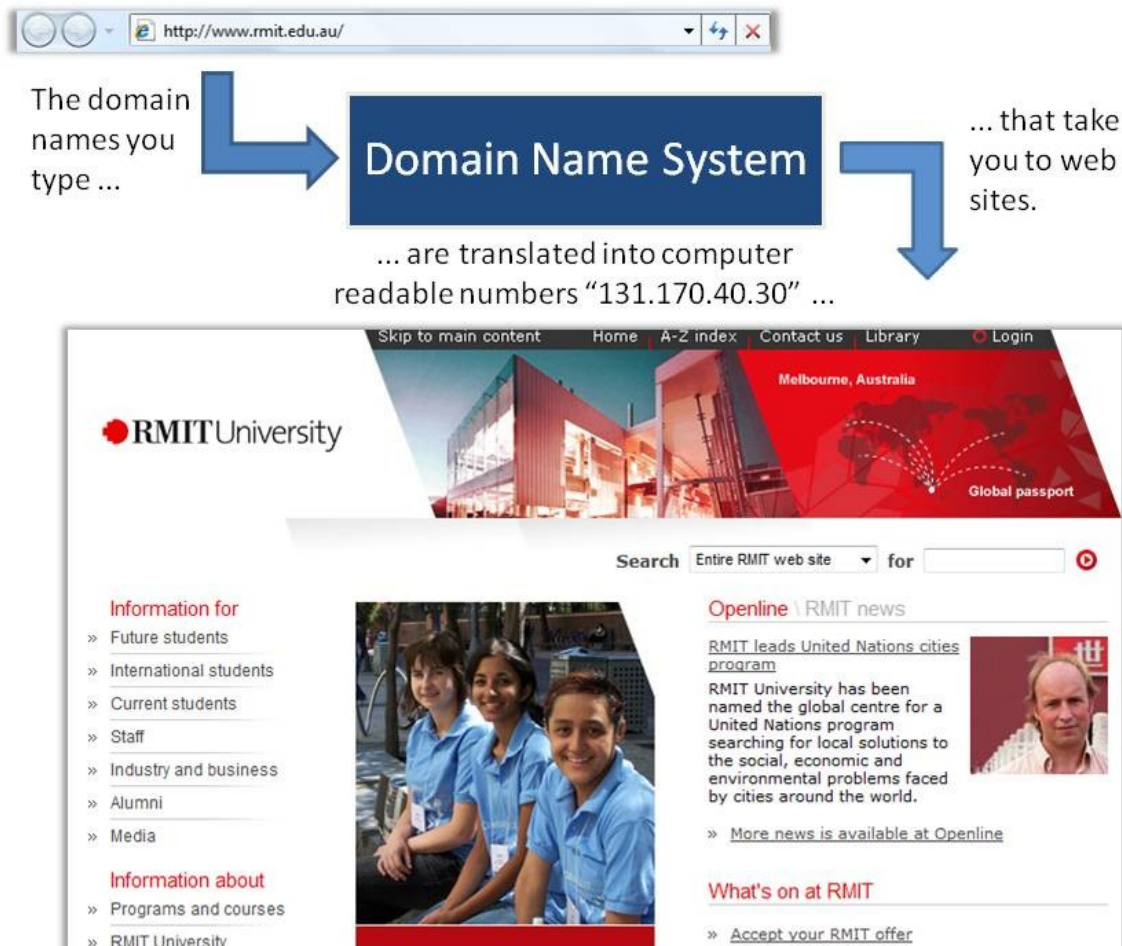 http://www.rmit.edu.au/
The domain
names you
type ...
Domain Name System
... that take
you to web
sites.
... are translated into computer
readable numbers “131.170.40.30” ...
Skip to main content Home A-Z index Contact us Library Login
Melbourne, Australia
RMIT University
Global passport
Search Entire RMIT web site for
Information for
» Future students
» International students
» Current students
» Staff
» Industry and business
» Alumni
» Media
Information about
» Programs and courses
» RMIT University
Openline \ RMIT news
RMIT leads United Nations cities
program
RMIT University has been
named the global centre for a
United Nations program
searching for local solutions to
the social, economic and
environmental problems faced
by cities around the world.
» More news is available at Openline
What's on at RMIT
» Accept your RMIT offer